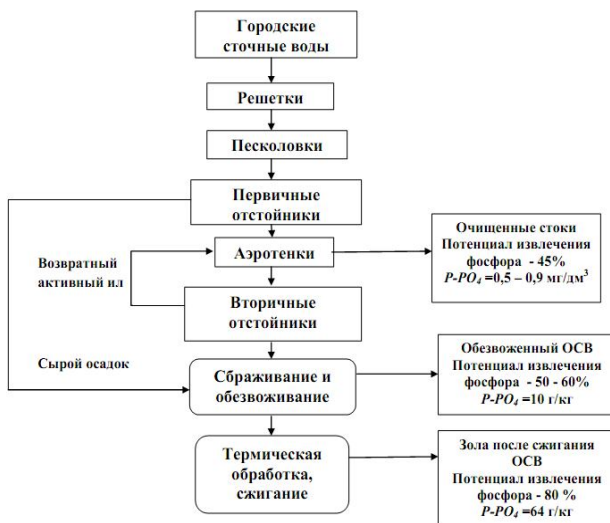 Городские
сточные воды
Решетки
Песколовки
Первичные
отстойники
Аэротенки
Очищенные стоки
Потенциал извлечения
фосфора - 45%
P-PO₄ =0,5 – 0,9 мг/дм³
Возвратный
активный ил
Вторичные
отстойники
Сырой осадок
Сбраживание и
обезвоживание
Обезвоженный ОСВ
Потенциал извлечения
фосфора - 50 - 60%
P-PO₄ =10 г/кг
Термическая
обработка,
сжигание
Зола после сжигания
ОСВ
Потенциал извлечения
фосфора - 80 %
P-PO₄ =64 г/кг